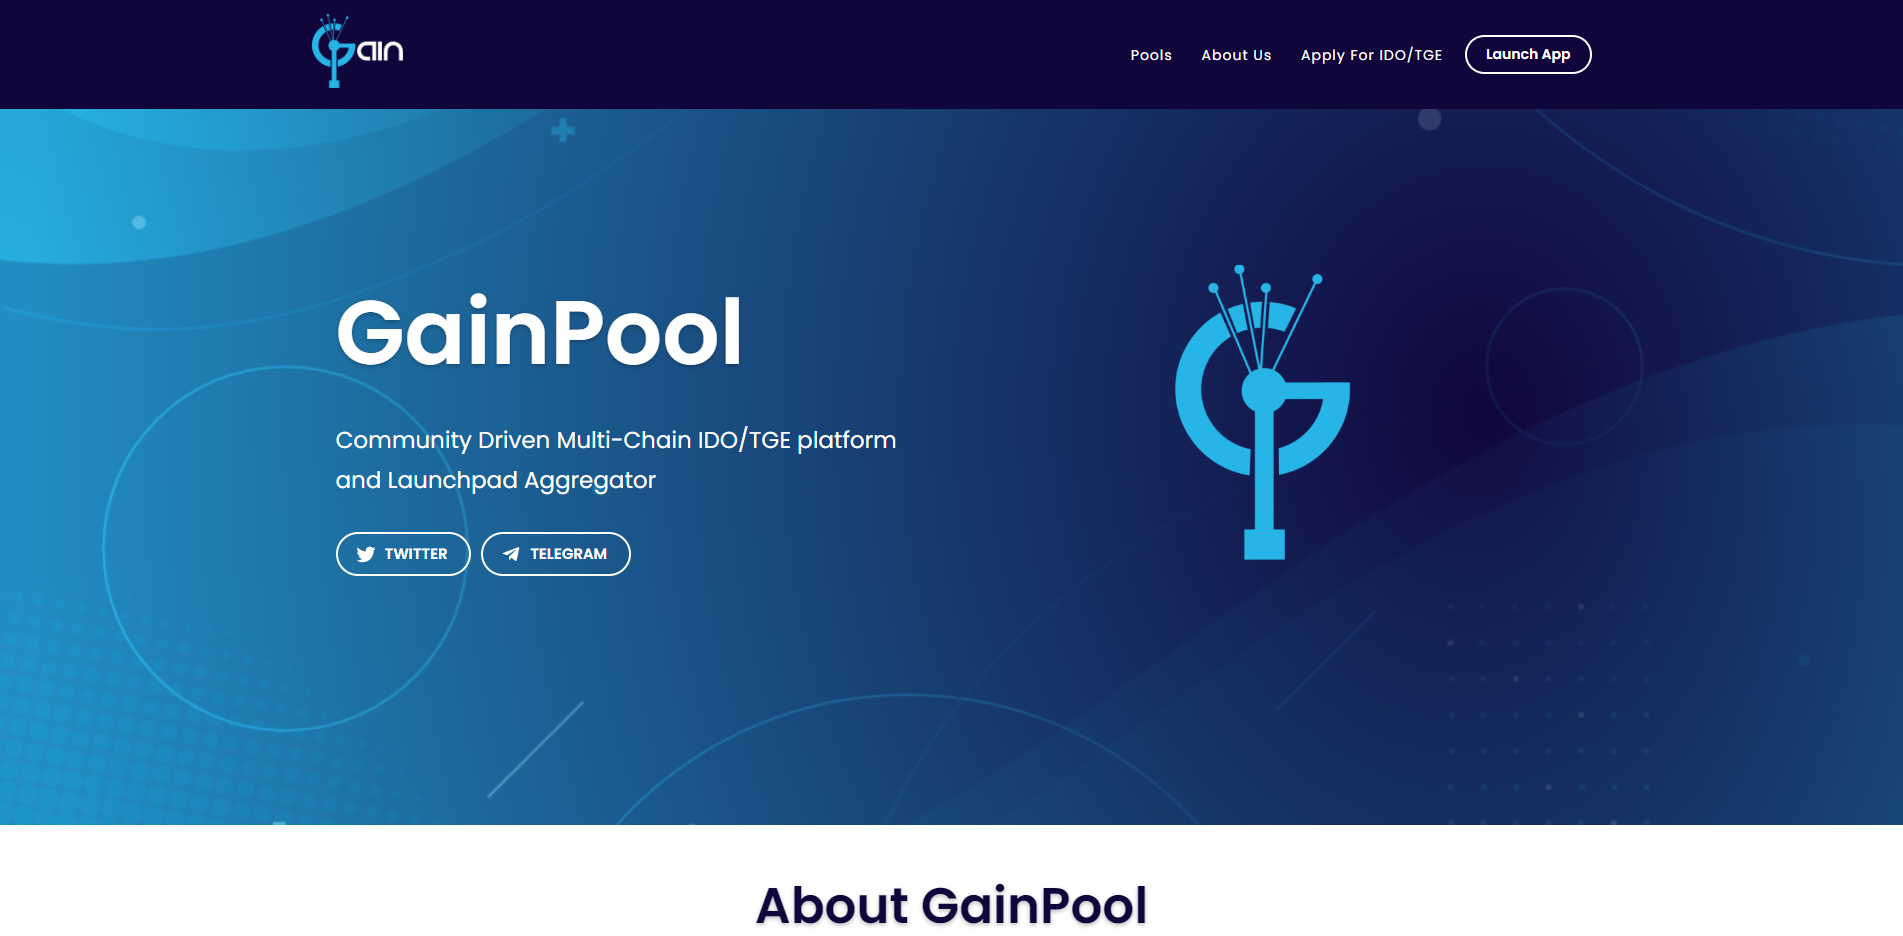 Gain
Pools
About Us
Apply For IDO/TGE
Launch App
GainPool
Community Driven Multi-Chain IDO/TGE platform
and Launchpad Aggregator
TWITTER
TELEGRAM
About GainPool